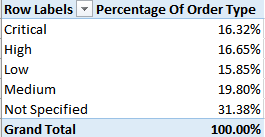 Row Labels Percentage Of Order Type
Critical 16.32%
High 16.65%
Low 15.85%
Medium 19.80%
Not Specified 31.38%
Grand Total 100.00%